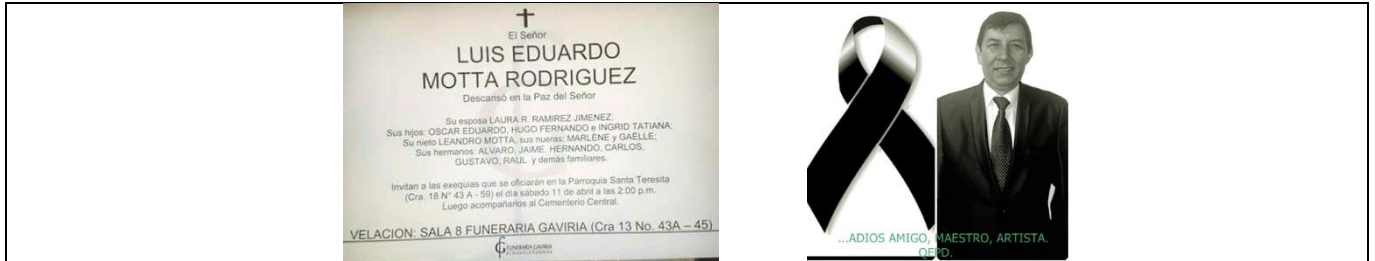 El Señor
LUIS EDUARDO
MOTTA RODRIGUEZ
Descansó en la Paz del Señor
Su esposa LAURA R. RAMIREZ JIMENEZ;
Sus hijos: OSCAR EDUARDO, HUGO FERNANDO e INGRID TATIANA;
Su nieto LEANDRO MOTTA, sus nueras: MARLÈNE y GAËLLE;
Sus hermanos: ALVARO, JAIME, HERNANDO, CARLOS,
GUSTAVO, RAUL y demás familiares.
Invitan a las exequias que se oficiarán en la Parroquia Santa Teresita
(Cra. 18 N° 43 A - 59) el día sábado 11 de abril a las 2:00 p.m.
Luego acompañarlos al Cementerio Central.
VELACION: SALA 8 FUNERARIA GAVIRIA (Cra 13 No. 43A – 45)
FUNERARIA GAVIRIA
...ADIOS AMIGO, MAESTRO, ARTISTA.
QEPD.